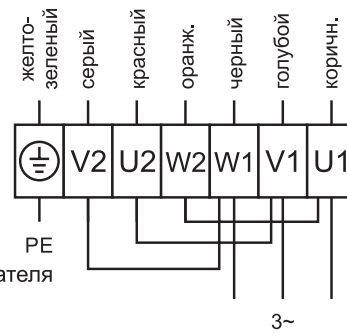 желто-
зеленый
серый
красный
оранж.
черный
голубой
коричн.
V2 U2 W2 W1 V1 U1
PE
ателя
3~